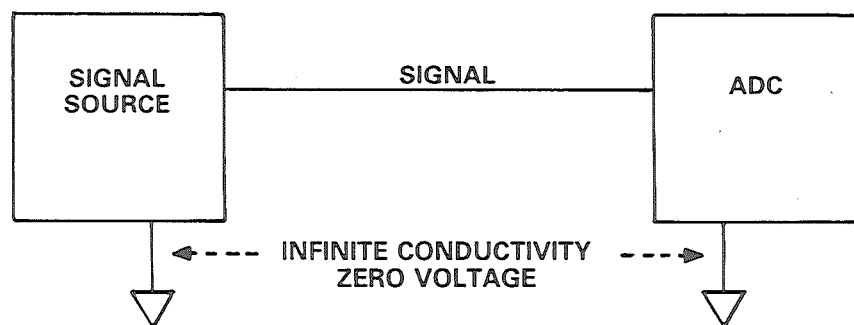 SIGNAL
SOURCE
SIGNAL
ADC
INFINITE CONDUCTIVITY
ZERO VOLTAGE